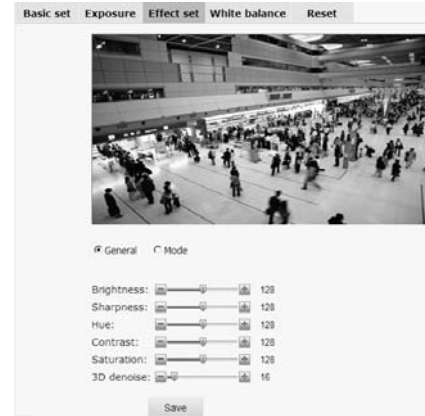 Basic set Exposure Effect set White balance Reset
General Mode
Brightness: 128
Sharpness: 128
Hue: 128
Contrast: 128
Saturation: 128
3D denoise: 16
Save